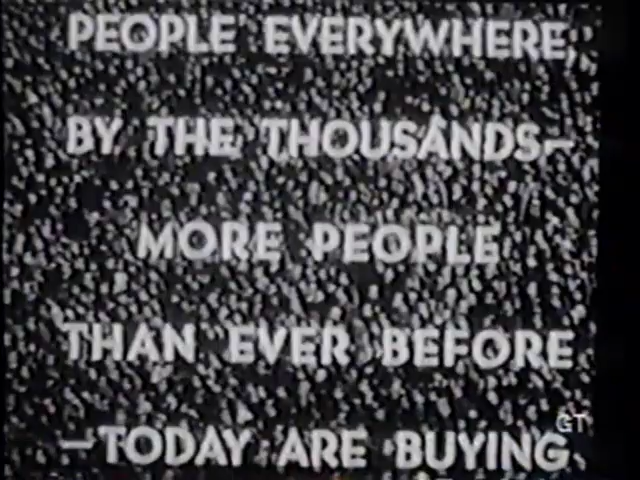 PEOPLE EVERYWHERE,
BY THE THOUSANDS—
MORE PEOPLE
THAN EVER BEFORE
—TODAY ARE BUYING
GT